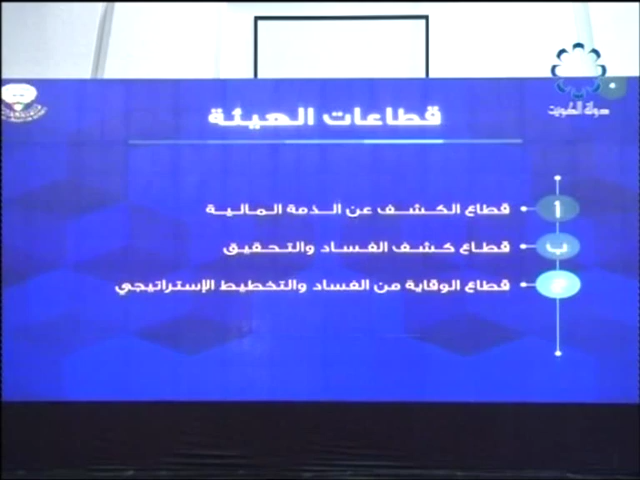 دولة الكويت
قطاعات الهيئة
أ
قطاع الكشف عن الذمة المالية
ب
قطاع كشف الفساد والتحقيق
قطاع الوقاية من الفساد والتخطيط الإستراتيجي